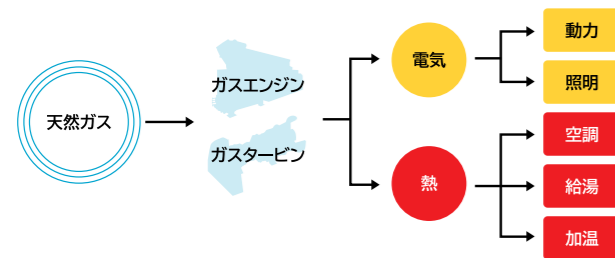 天然ガス
ガスエンジン
ガスタービン
電気
熱
動力
照明
空調
給湯
加温